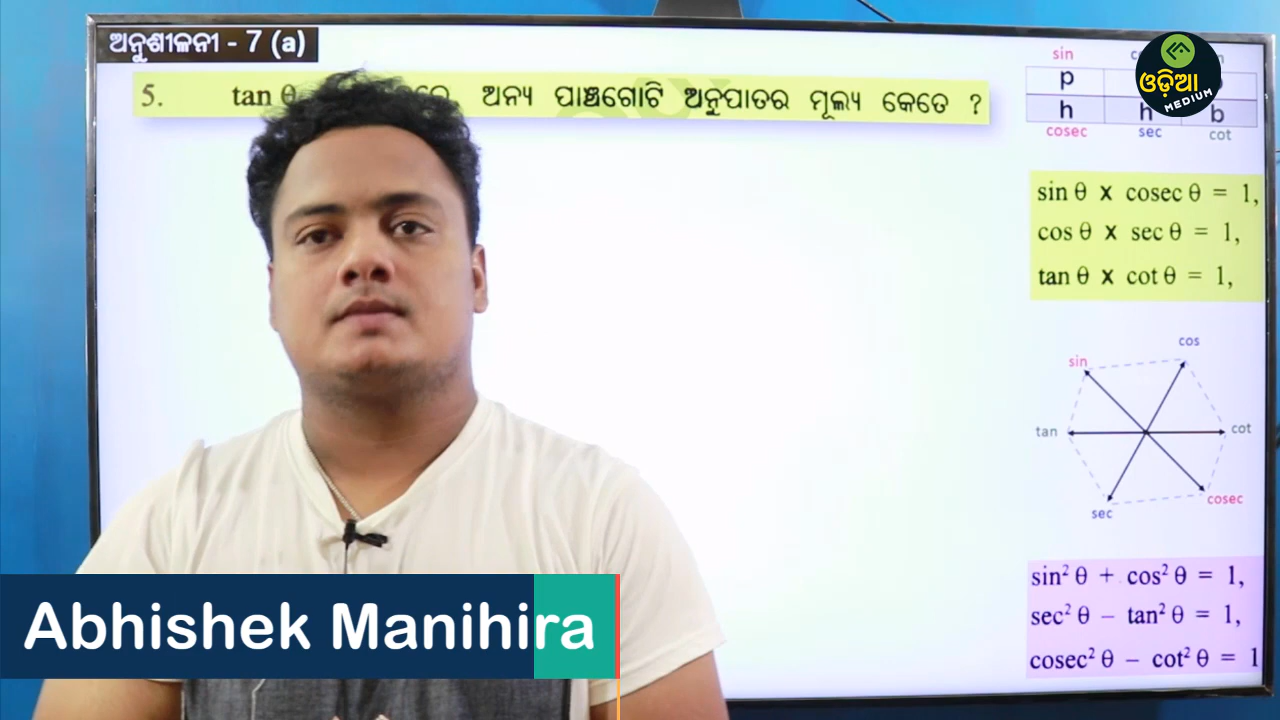 ଅନୁଶୀଳନୀ - 7 (a)
5. tan θ ଅନ୍ୟ ପାଞ୍ଚଗୋଟି ଅନୁପାତର ମୂଲ୍ୟ କେତେ ?
sin
p
h h b
cosec sec cot
ଓଡ଼ିଆ
MEDIUM
sin θ x cosec θ = 1,
cos θ x sec θ = 1,
tan θ x cot θ = 1,
cos
sin
tan cot
cosec
sec
sin² θ + cos² θ = 1,
sec² θ – tan² θ = 1,
cosec² θ – cot² θ = 1
Abhishek Manihira